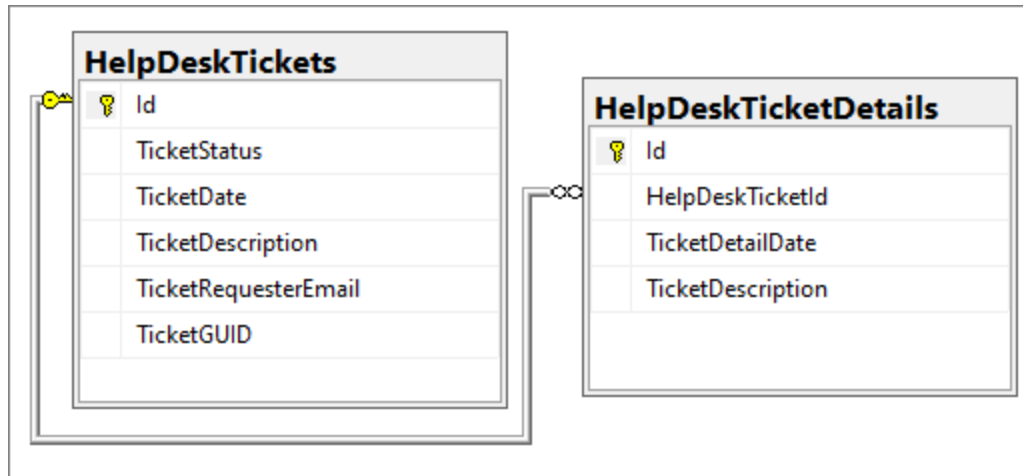 HelpDeskTickets
Id
TicketStatus
TicketDate
TicketDescription
TicketRequesterEmail
TicketGUID
HelpDeskTicketDetails
Id
HelpDeskTicketId
TicketDetailDate
TicketDescription